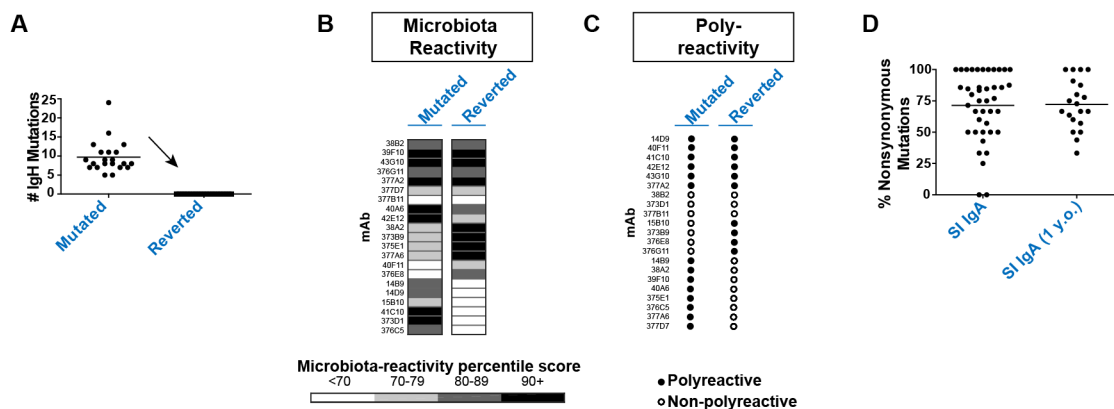 A
# IgH Mutations
25
20
15
10
5
0
Mutated
Reverted
B
Microbiota
Reactivity
Mutated
Reverted
mAb
38B2
39F10
43G10
376G11
377A2
377D7
377B11
40A6
42E12
38A2
373B9
375E1
377A6
40F11
376E8
14B9
14D9
15B10
41C10
373D1
376C5
Microbiota-reactivity percentile score
<70 70-79 80-89 90+
C
Poly-
reactivity
Mutated
Reverted
mAb
14D9
40F11
41C10
42E12
43G10
377A2
38B2
373D1
377B11
15B10
373B9
376E8
376G11
14B9
38A2
39F10
40A6
375E1
376C5
377A6
377D7
Polyreactive
Non-polyreactive
D
% Nonsynonymous
Mutations
100
75
50
25
0
SI IgA
SI IgA (1 y.o.)